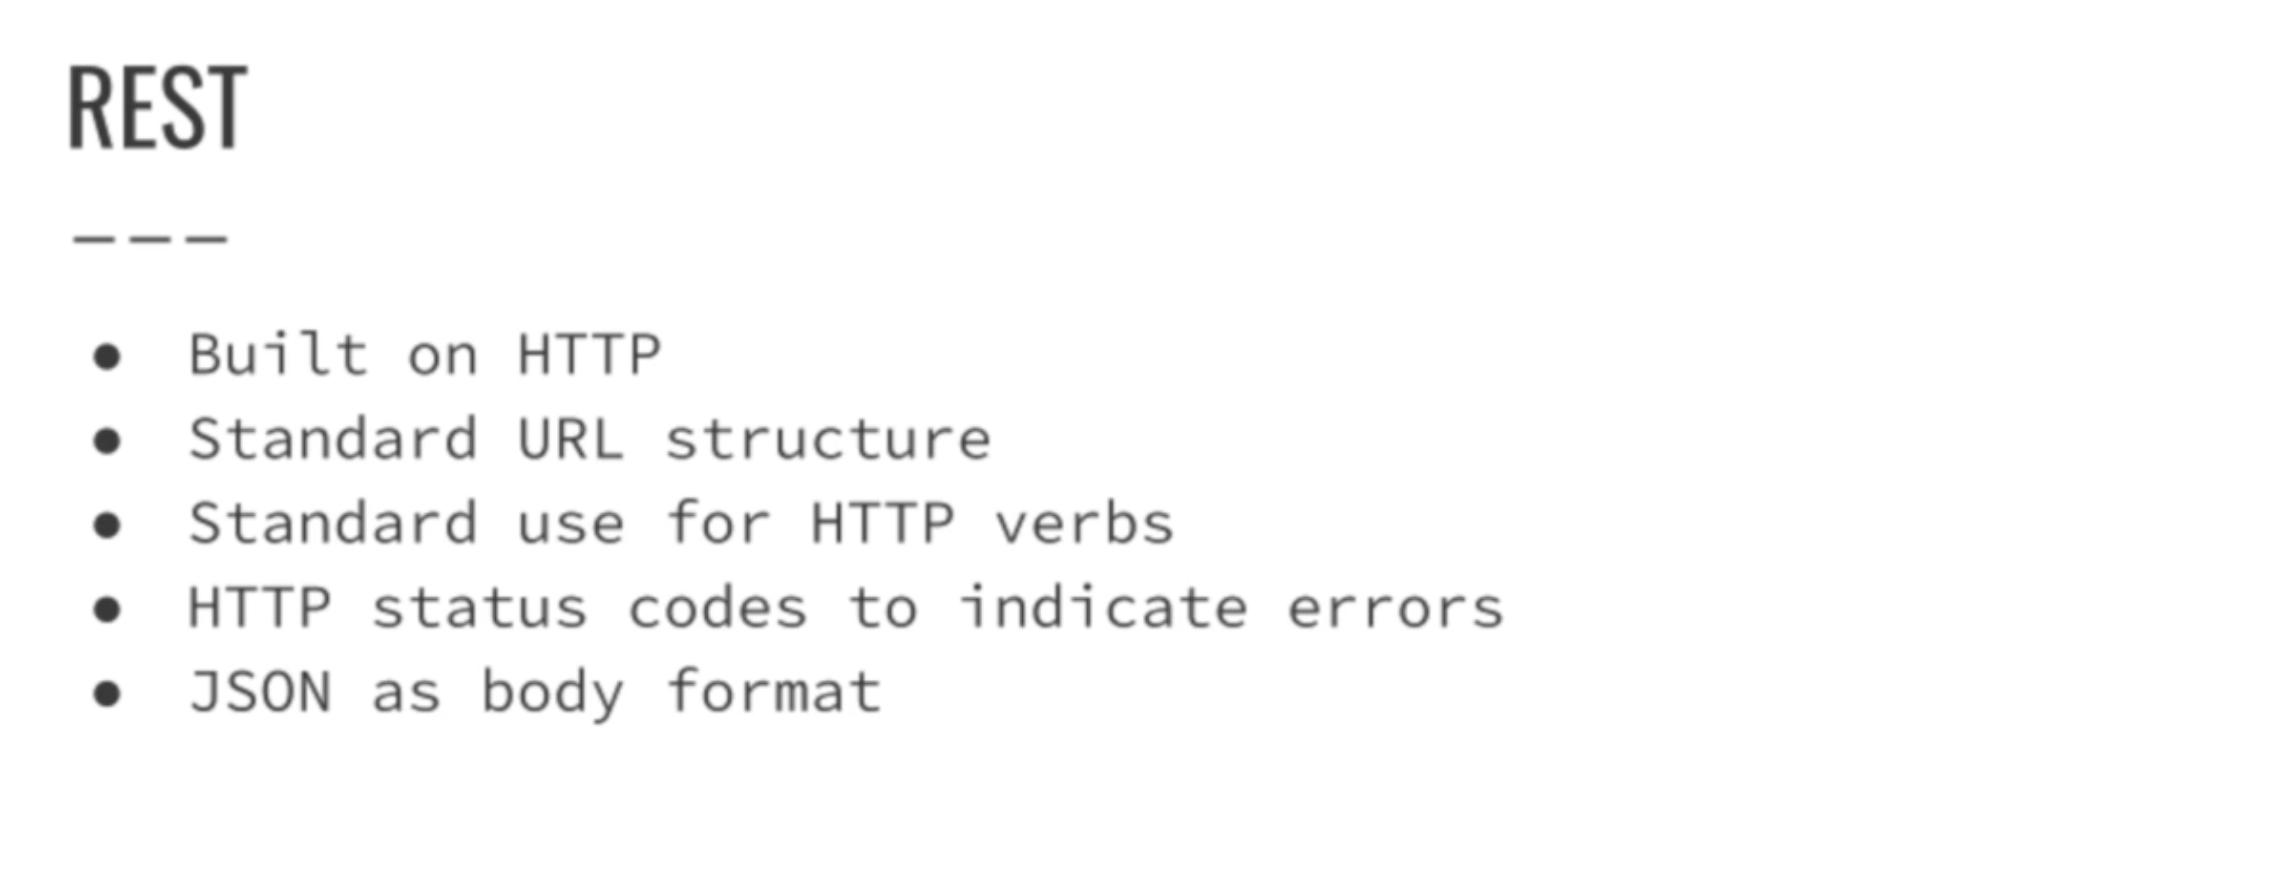 REST
---
● Built on HTTP
● Standard URL structure
● Standard use for HTTP verbs
● HTTP status codes to indicate errors
● JSON as body format